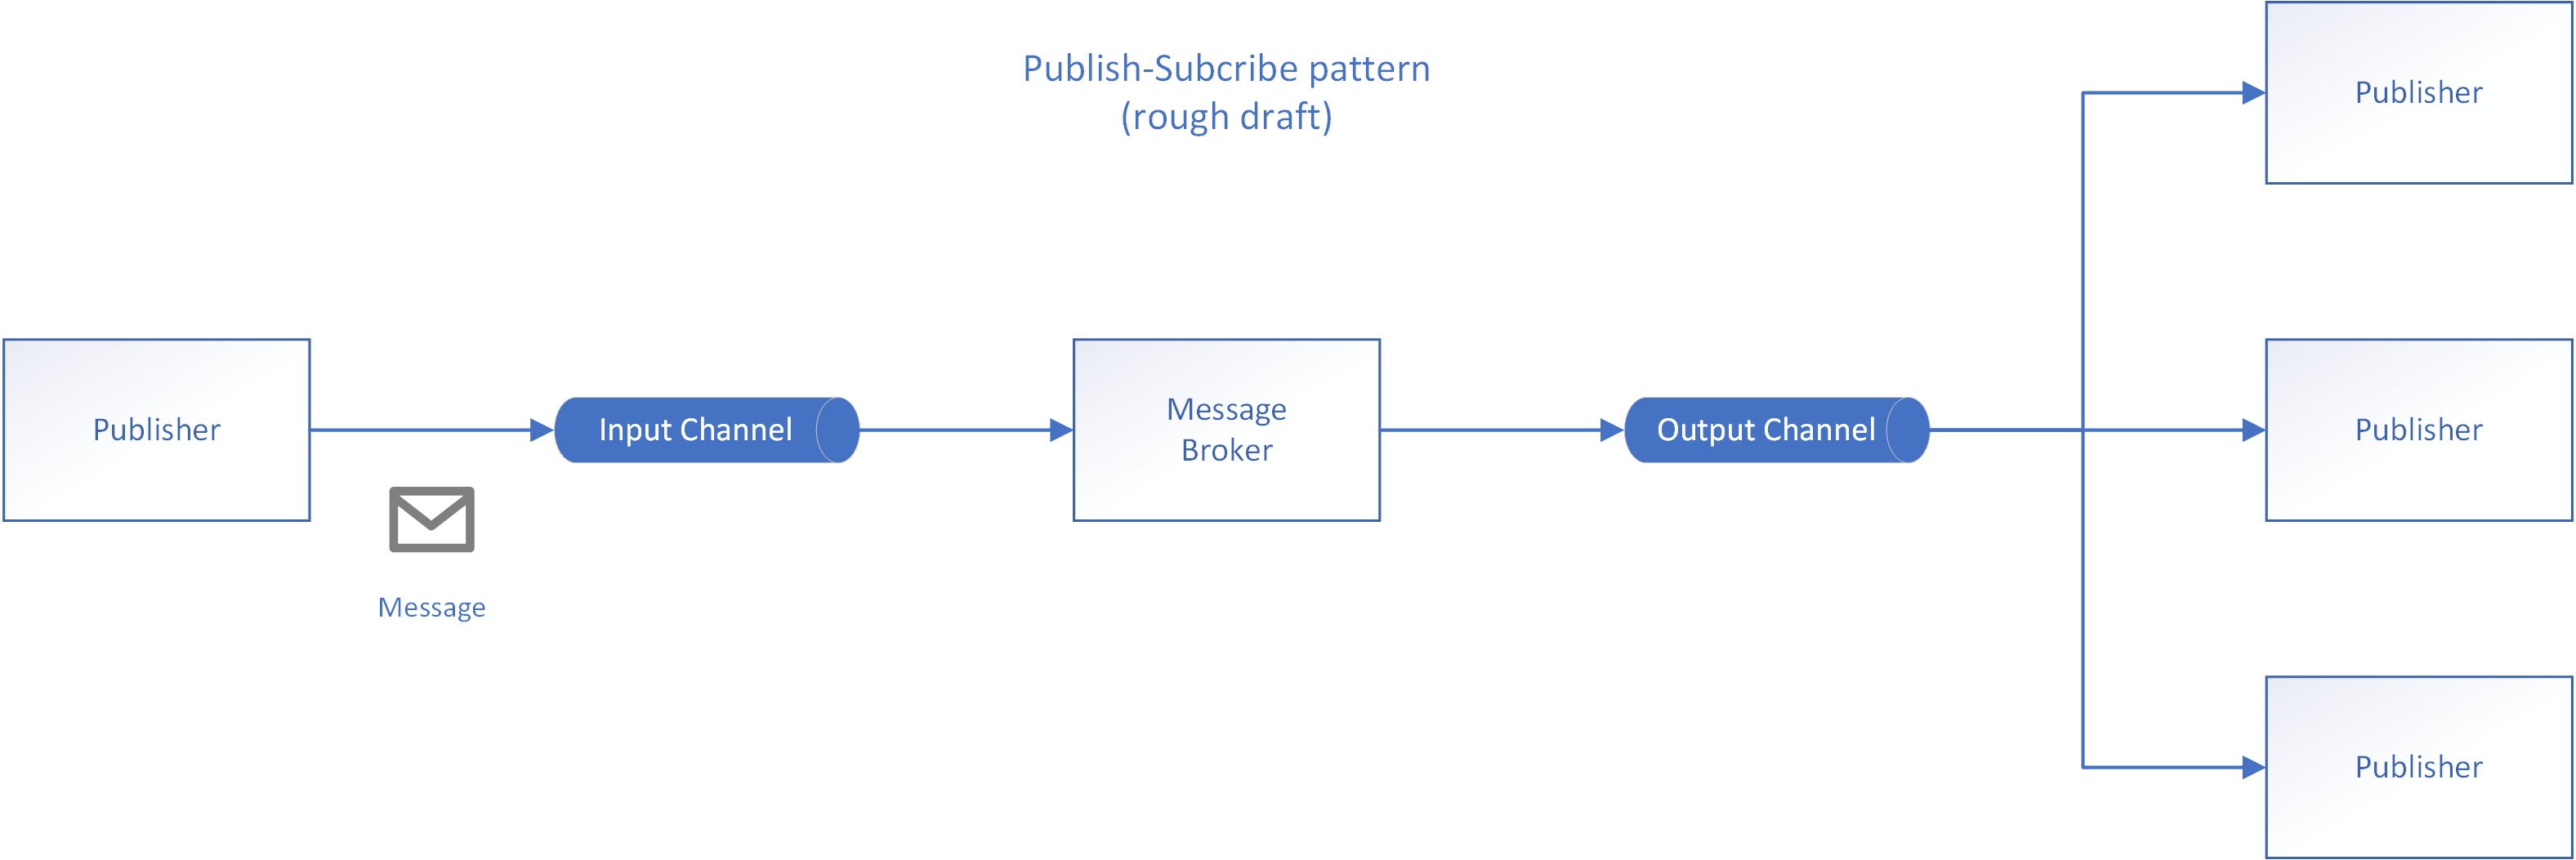 Publish-Subcribe pattern
(rough draft)
Publisher
Message
Input Channel
Message
Broker
Output Channel
Publisher
Publisher
Publisher